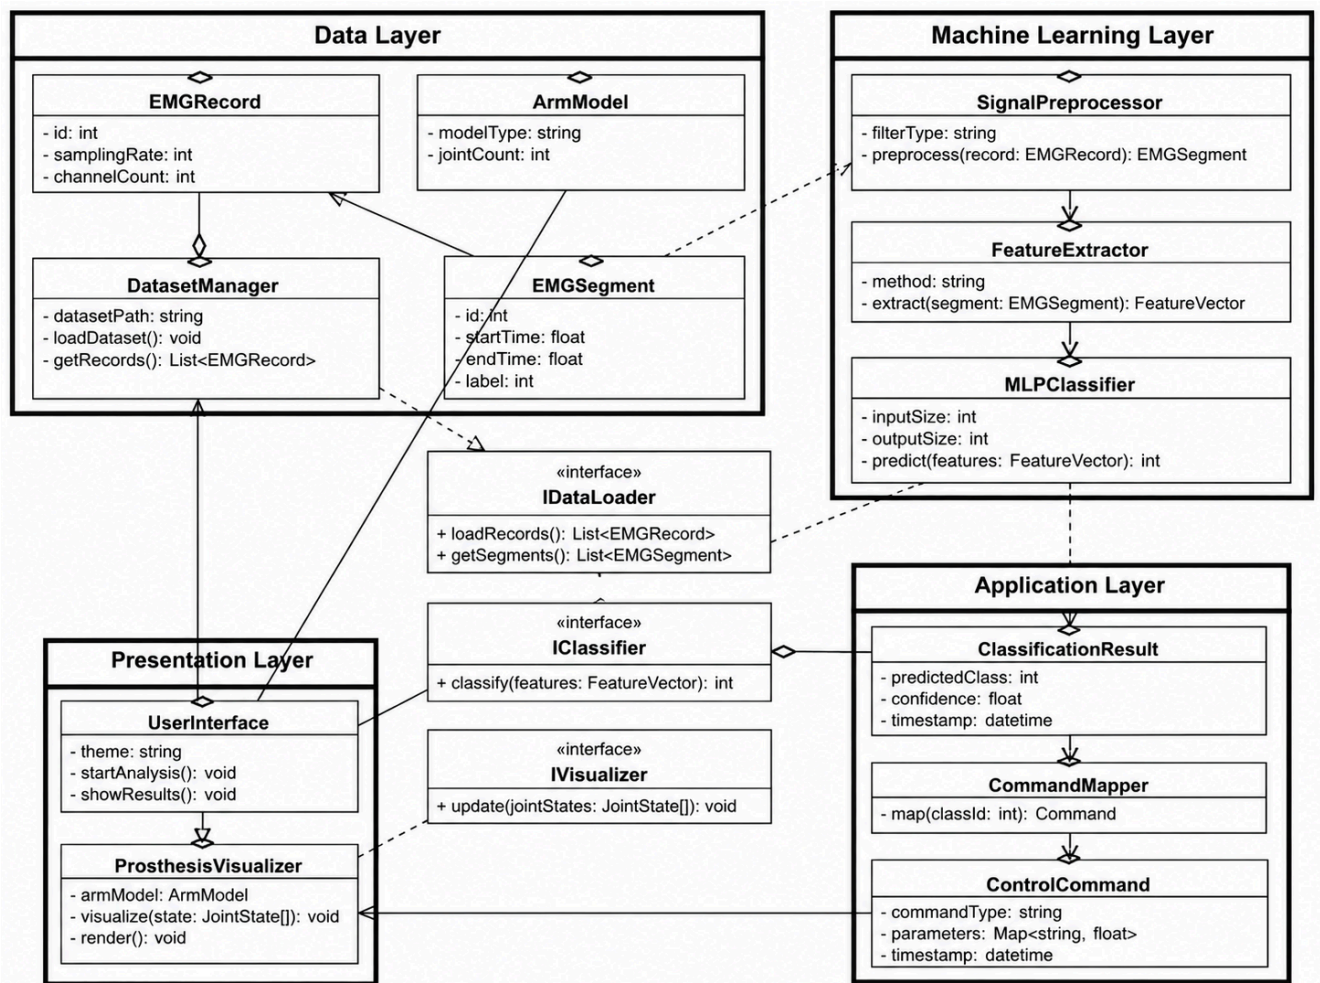 Data Layer
EMGRecord
- id: int
- samplingRate: int
- channelCount: int
ArmModel
- modelType: string
- jointCount: int
DatasetManager
- datasetPath: string
- loadDataset(): void
- getRecords(): List<EMGRecord>
EMGSegment
- id: int
- startTime: float
- endTime: float
- label: int
Machine Learning Layer
SignalPreprocessor
- filterType: string
- preprocess(record: EMGRecord): EMGSegment
FeatureExtractor
- method: string
- extract(segment: EMGSegment): FeatureVector
MLPClassifier
- inputSize: int
- outputSize: int
- predict(features: FeatureVector): int
«interface»
IDataLoader
+ loadRecords(): List<EMGRecord>
+ getSegments(): List<EMGSegment>
«interface»
IClassifier
+ classify(features: FeatureVector): int
«interface»
IVisualizer
+ update(jointStates: JointState[]): void
Presentation Layer
UserInterface
- theme: string
- startAnalysis(): void
- showResults(): void
ProsthesisVisualizer
- armModel: ArmModel
- visualize(state: JointState[]): void
- render(): void
Application Layer
ClassificationResult
- predictedClass: int
- confidence: float
- timestamp: datetime
CommandMapper
- map(classId: int): Command
ControlCommand
- commandType: string
- parameters: Map<string, float>
- timestamp: datetime